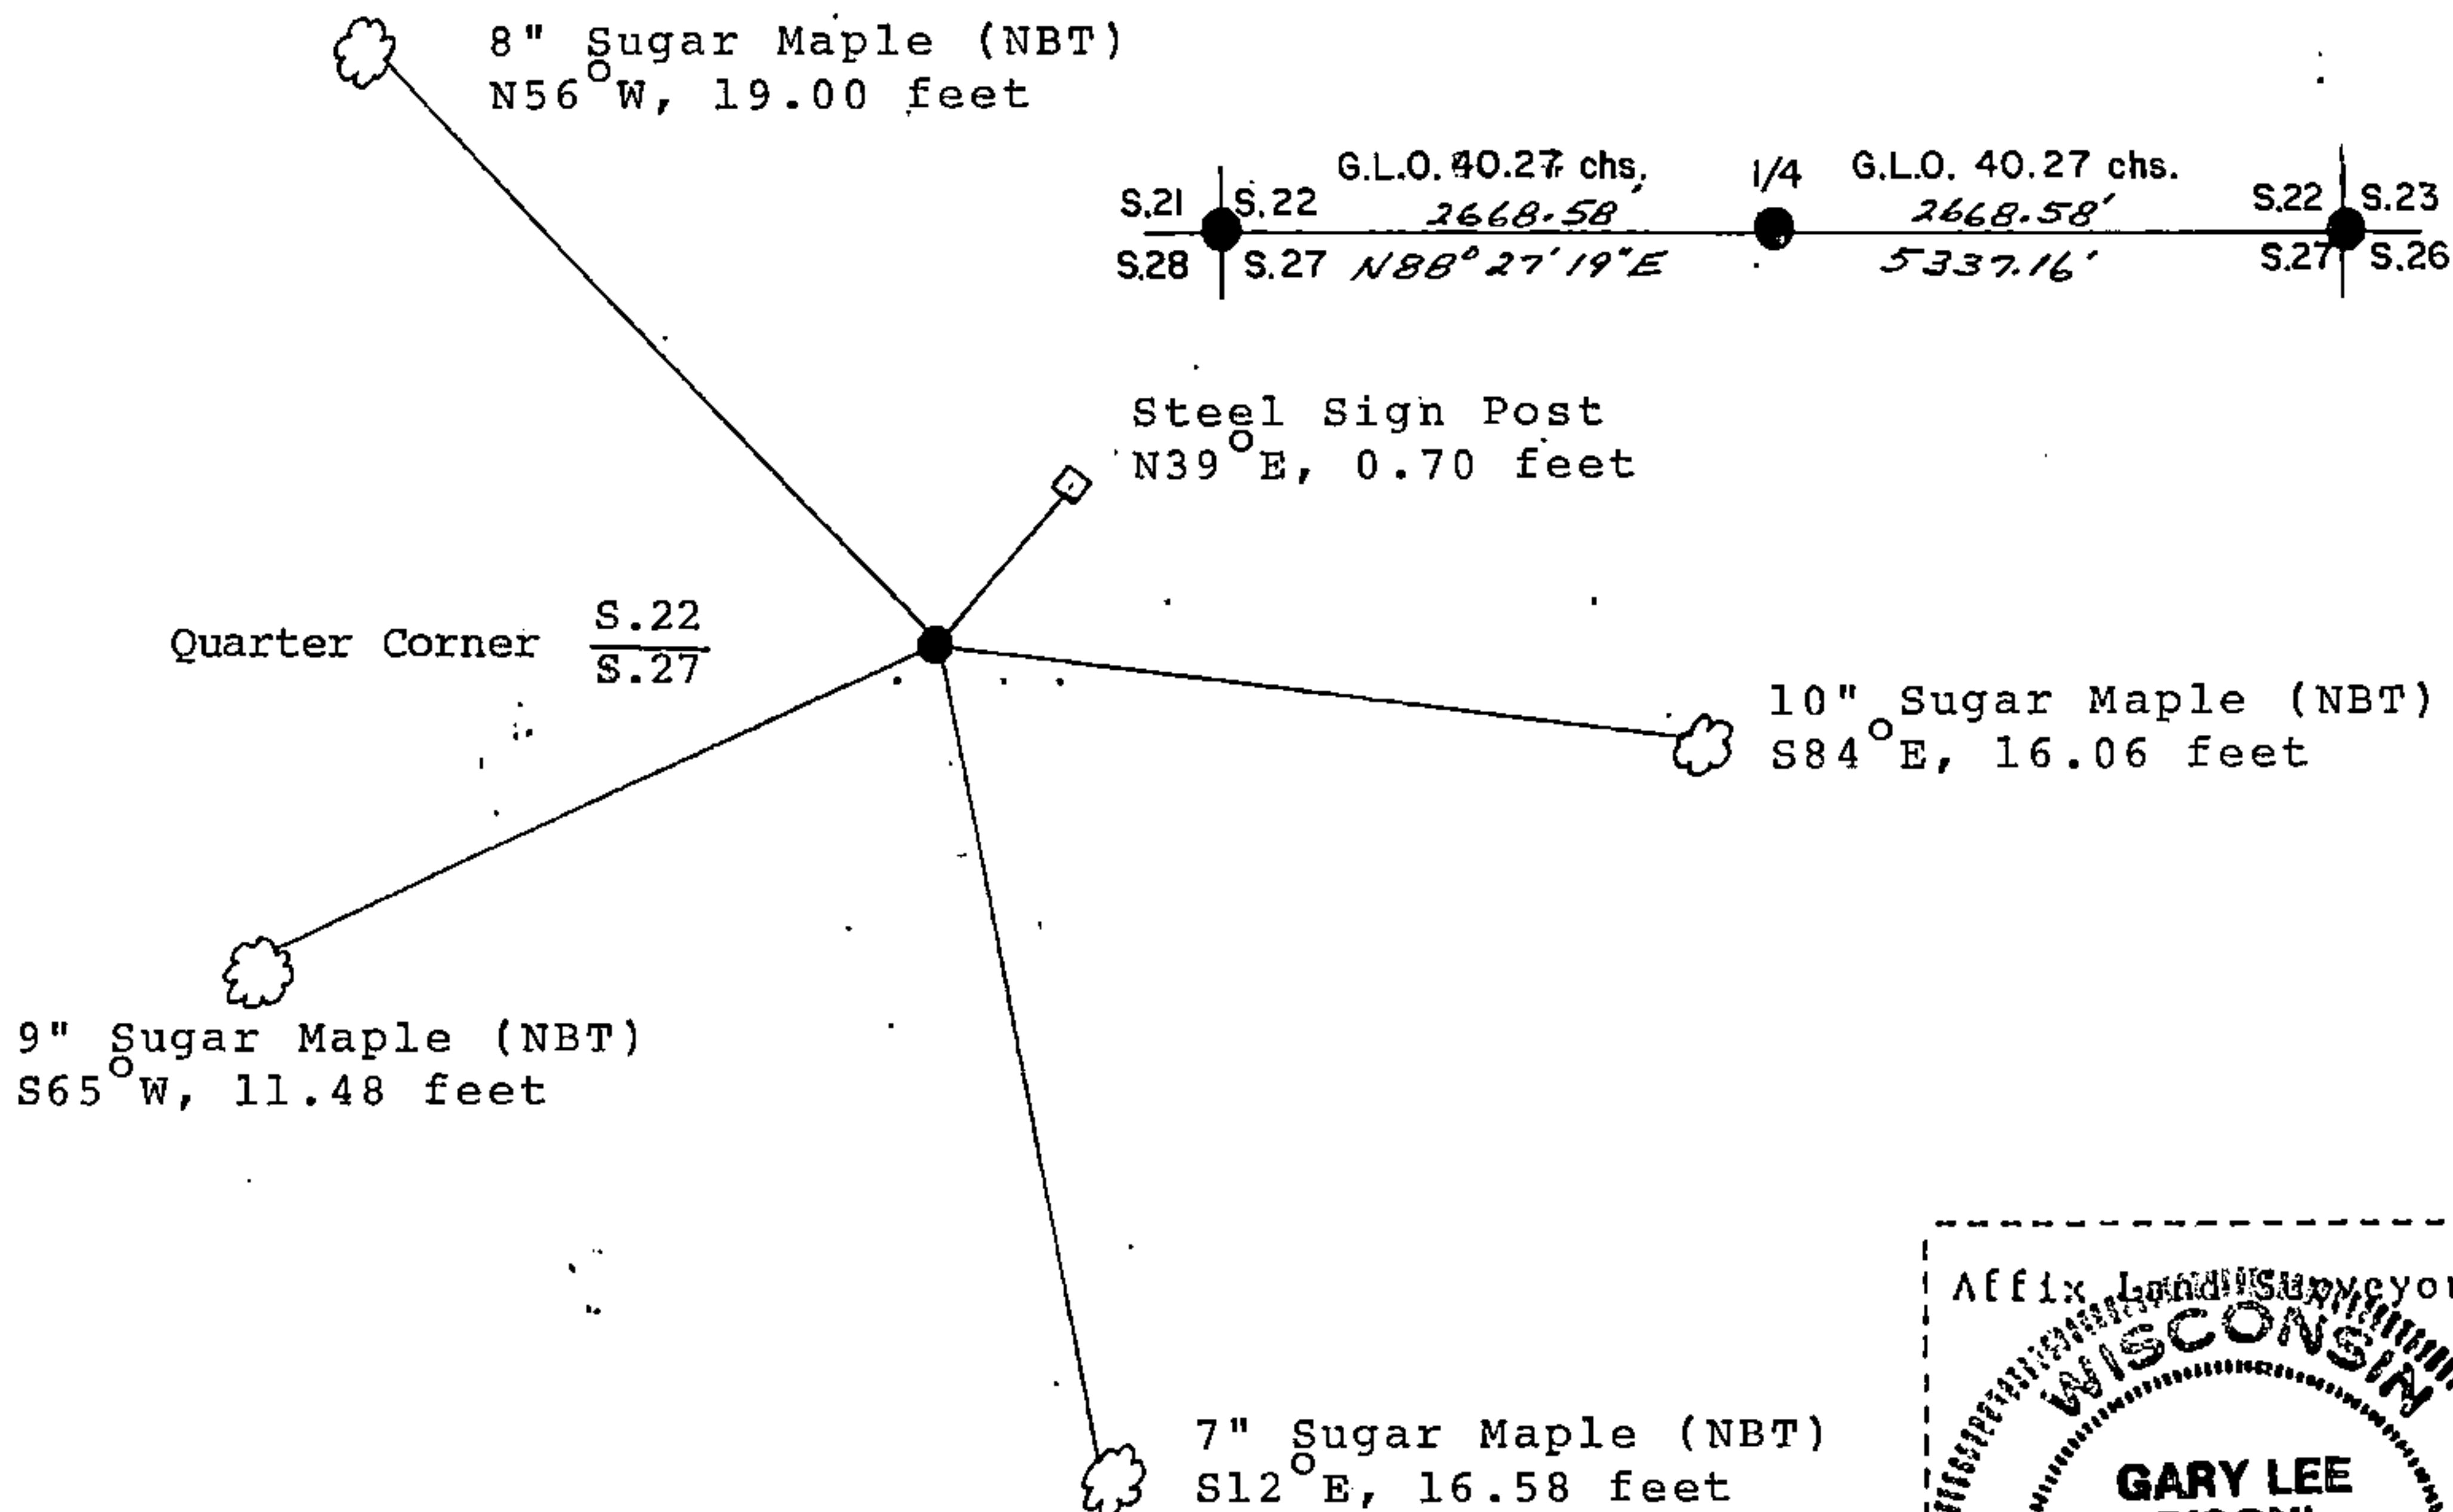 8" Sugar Maple (NBT)
N56°W, 19.00 feet
G.L.O. 40.27 chs.
1/4
G.L.O. 40.27 chs.
S.21
S.22
2668.58
2668.58'
S.22
S.23
S.28
S.27
N88°27'19"E
5337.16'
S.27
S.26
Steel Sign Post
N39°E, 0.70 feet
Quarter Corner
S.22
S.27
10" Sugar Maple (NBT)
S84°E, 16.06 feet
9" Sugar Maple (NBT)
S65°W, 11.48 feet
7" Sugar Maple (NBT)
S12°E, 16.58 feet
Affix Land
WISCONSIN
GARY LEE